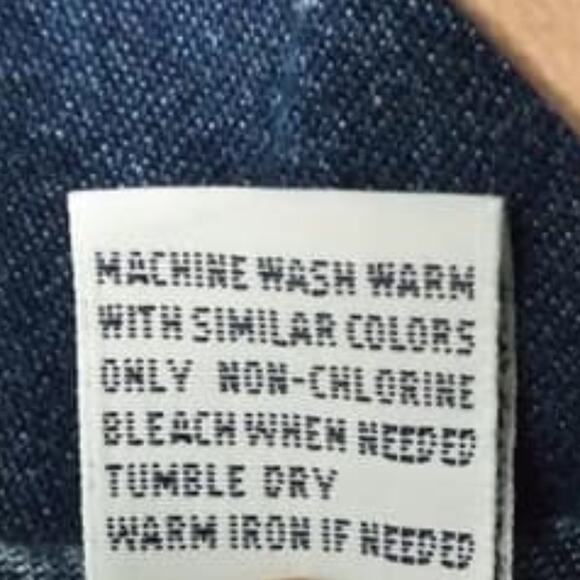 MACHINE WASH WARM
WITH SIMILAR COLORS
ONLY NON-CHLORINE
BLEACH WHEN NEEDED
TUMBLE DRY
WARM IRON IF NEEDED